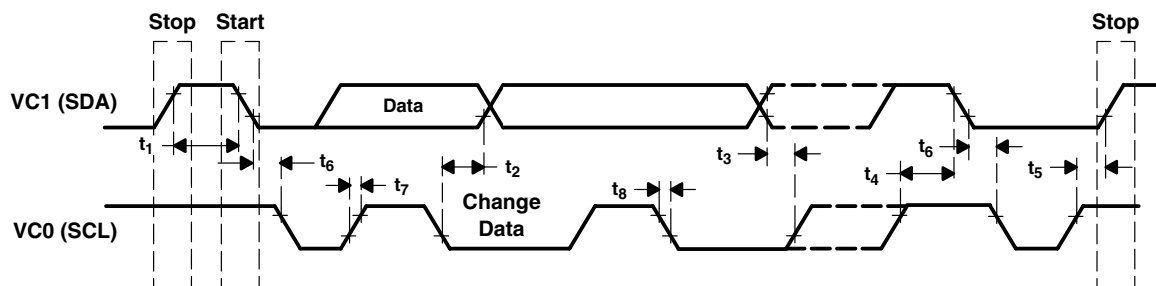 Stop Start Stop
VC1 (SDA) Data
t1 t6 t2 t3 t6 t5
t7 t8 t4
VC0 (SCL) Change
Data